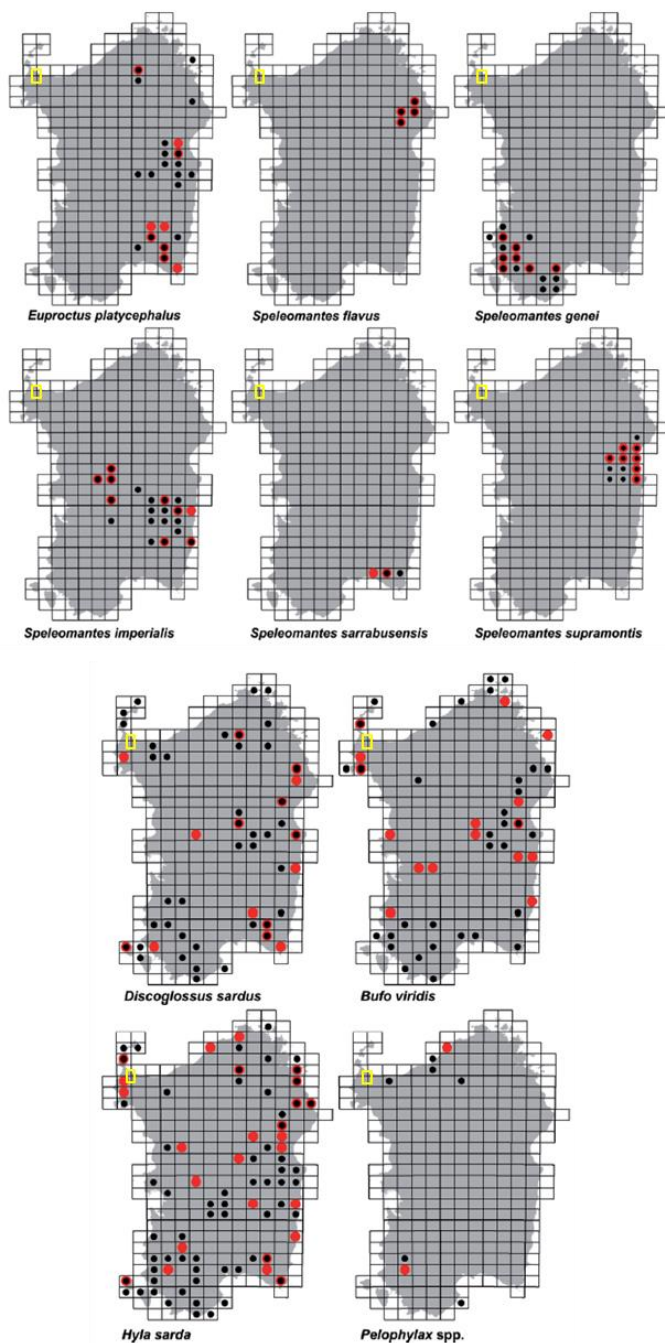 Euproctus platycephalus
Speleomantes flavus
Speleomantes genei
Speleomantes imperialis
Speleomantes sarrabusensis
Speleomantes supramontis
Discoglossus sardus
Bufo viridis
Hyla sarda
Pelophylax spp.